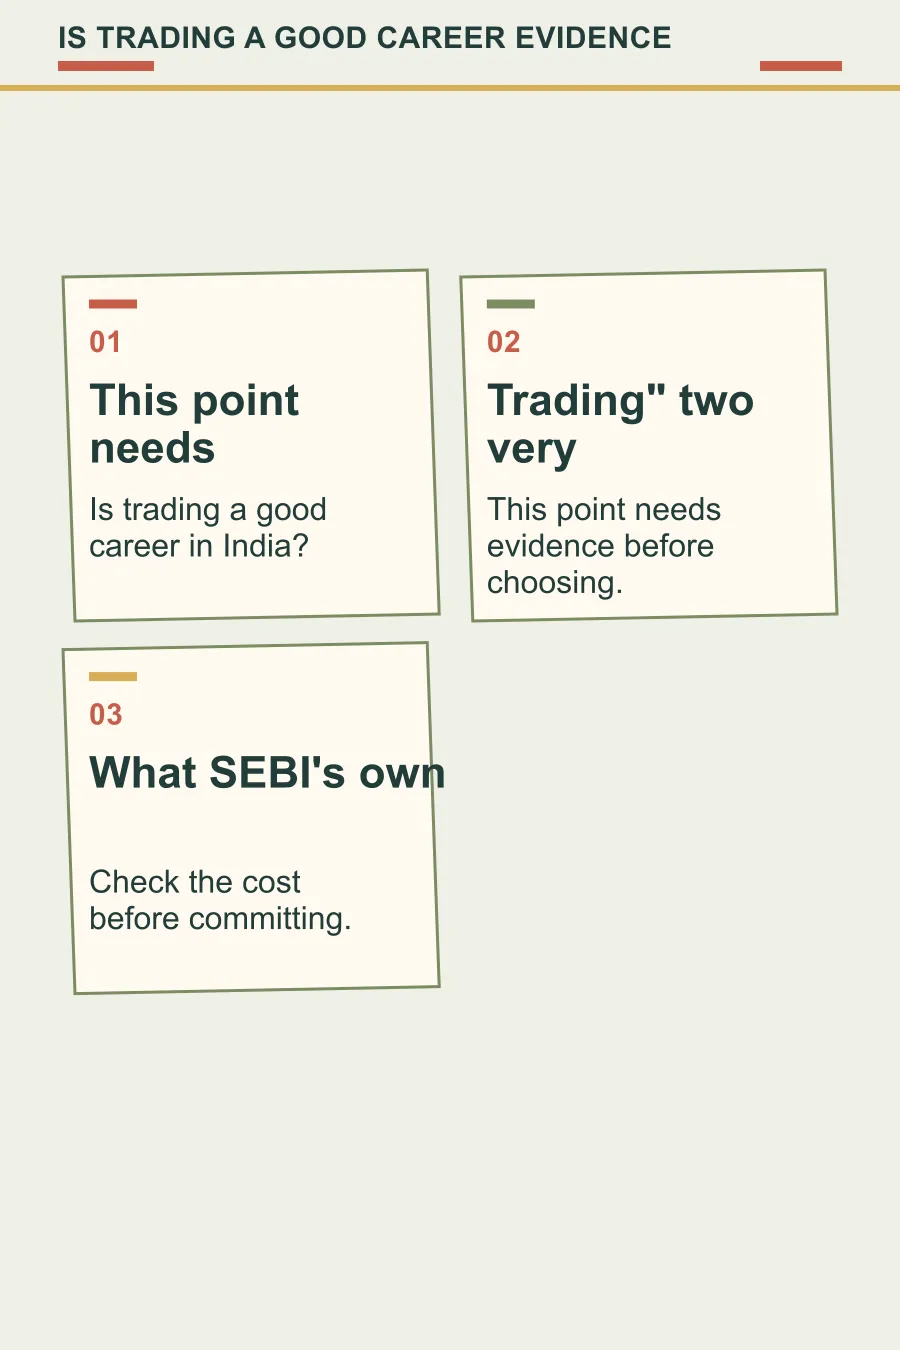 IS TRADING A GOOD CAREER EVIDENCE
01
This point
needs
Is trading a good
career in India?
02
Trading" two
very
This point needs
evidence before
choosing.
03
What SEBI's own
Check the cost
before committing.